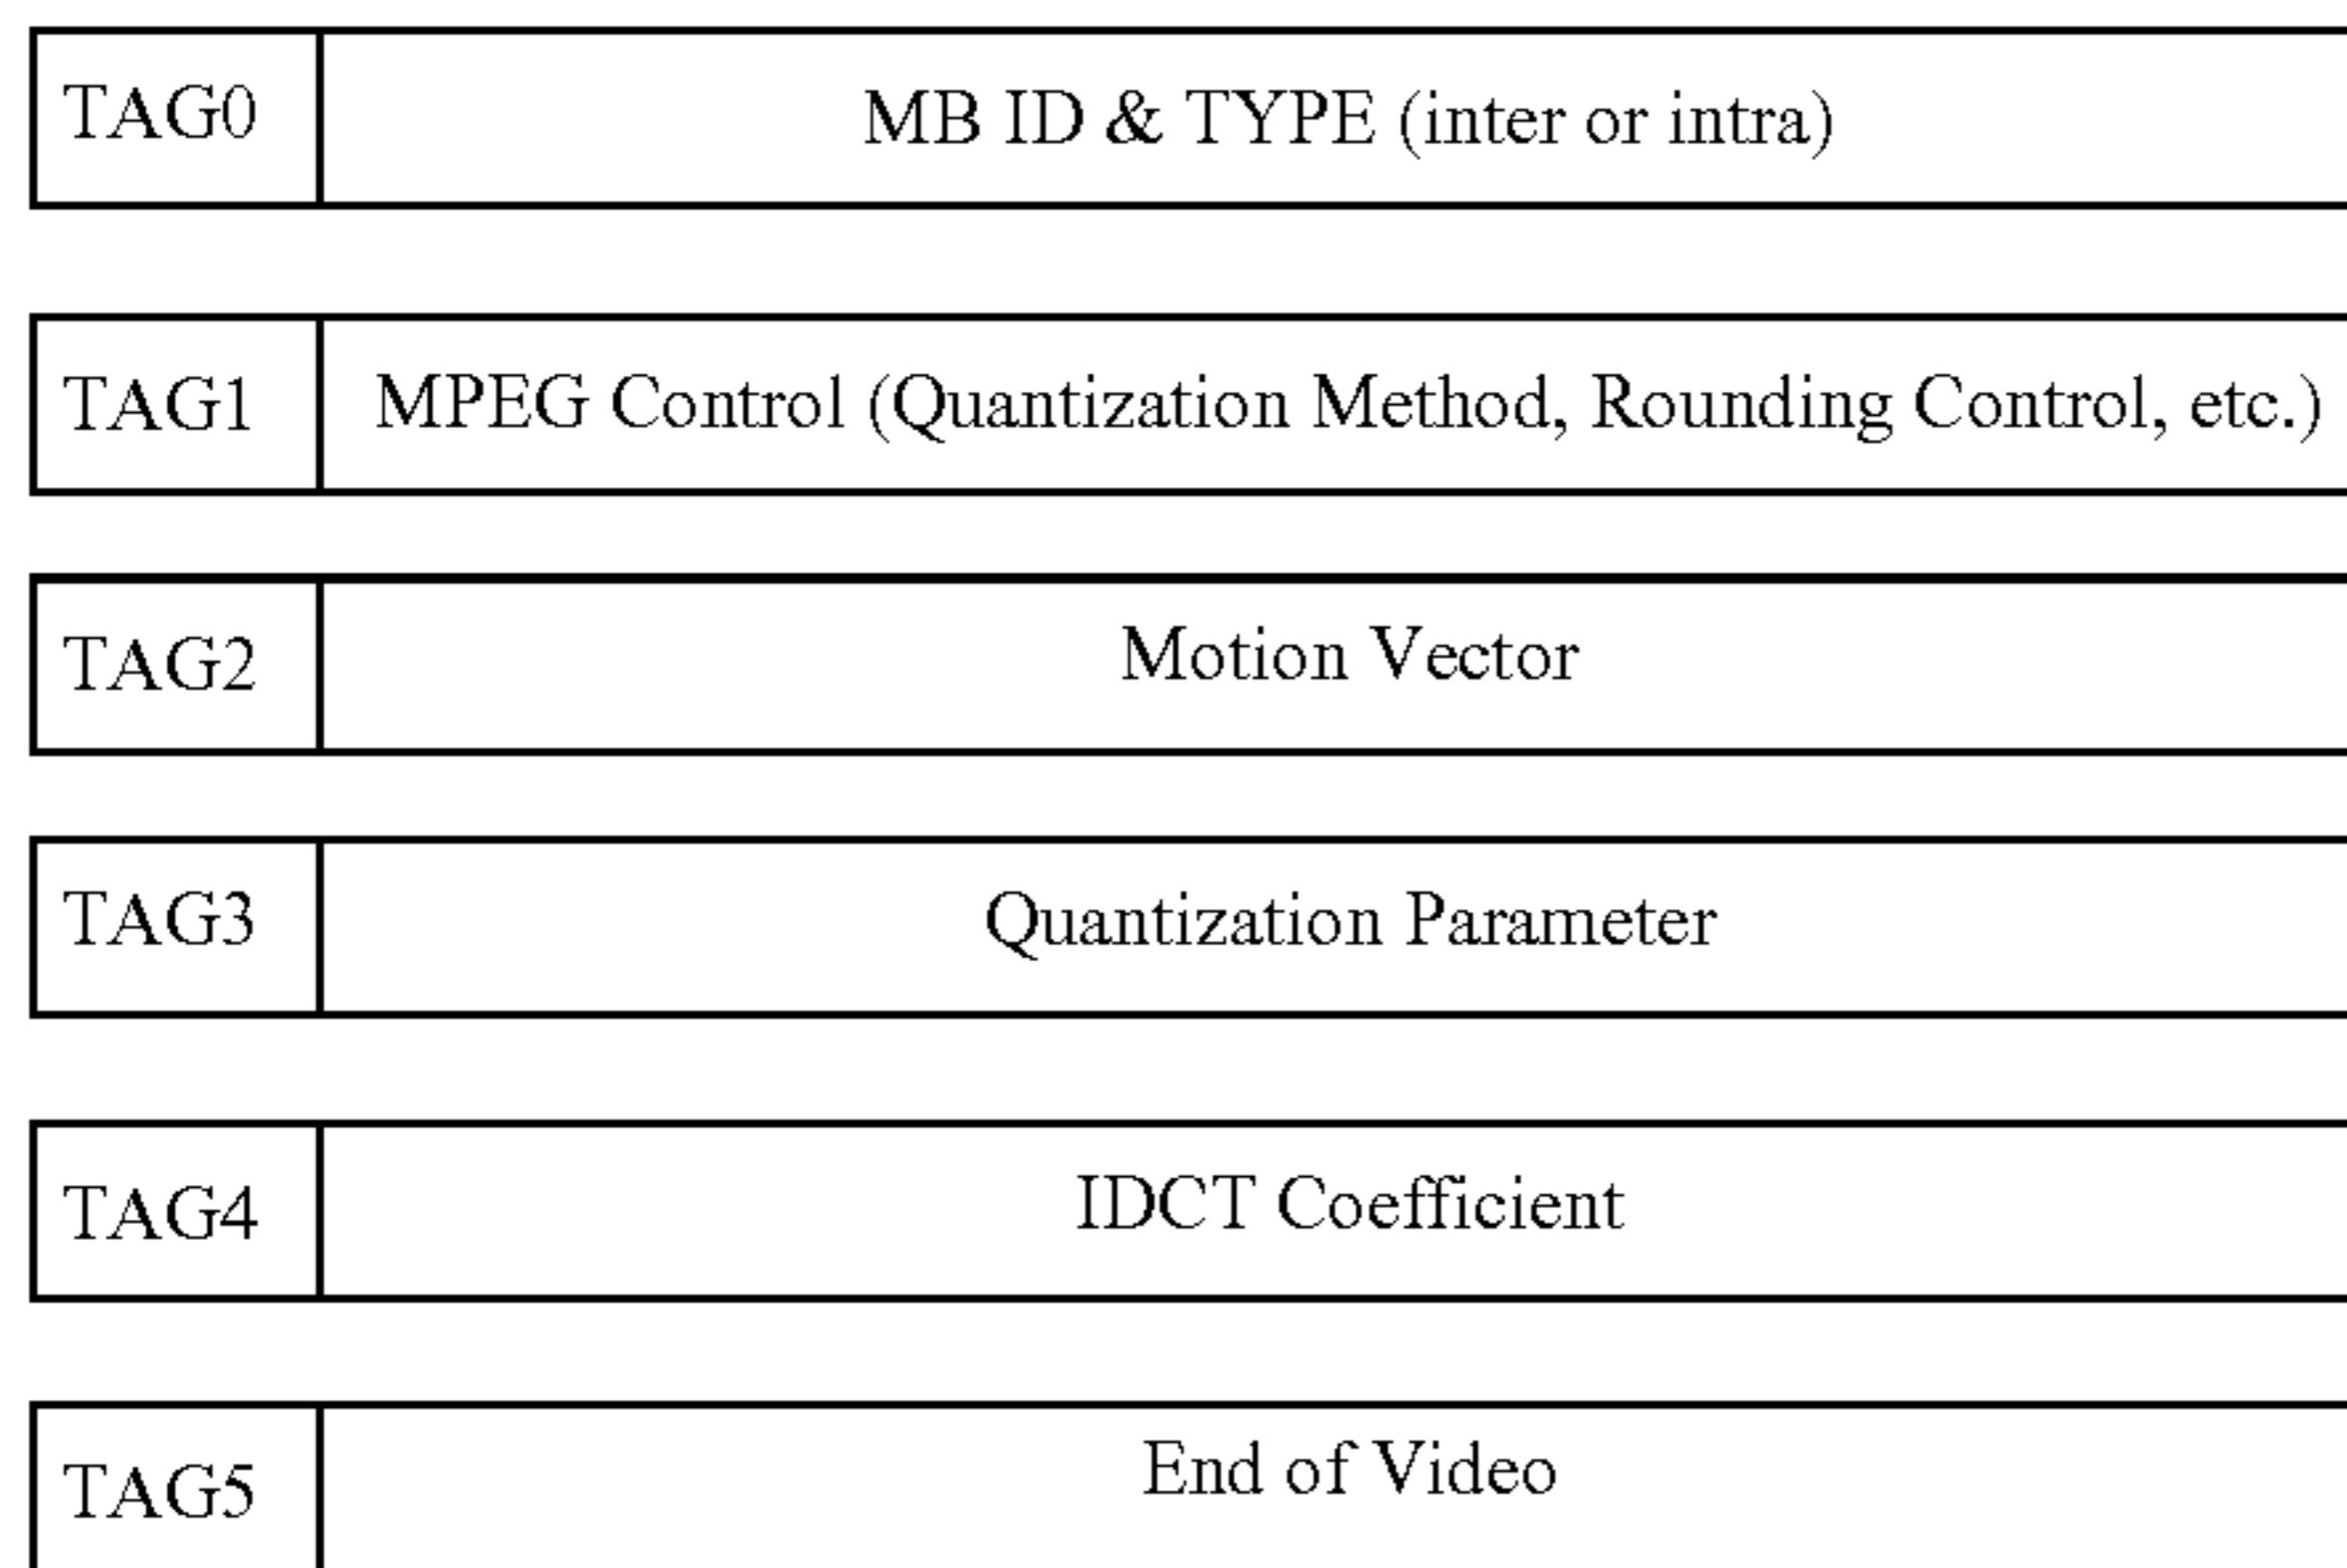 TAG0 MB ID & TYPE (inter or intra)
TAG1 MPEG Control (Quantization Method, Rounding Control, etc.)
TAG2 Motion Vector
TAG3 Quantization Parameter
TAG4 IDCT Coefficient
TAG5 End of Video